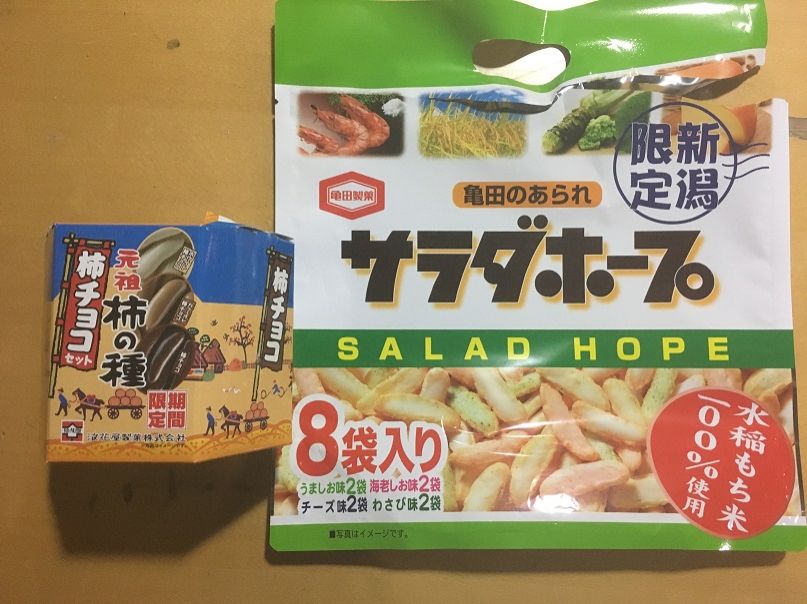 元祖
柿の種
柿チョコ
セット
柿チョコ
期間
限定
浪花屋製菓株式会社
新潟
限定
亀田製菓
亀田のあられ
サラダホープ
SALAD HOPE
8袋入り
うましお味2袋 海老しお味2袋
チーズ味2袋 わさび味2袋
水稲もち米
100%使用
■写真はイメージです。